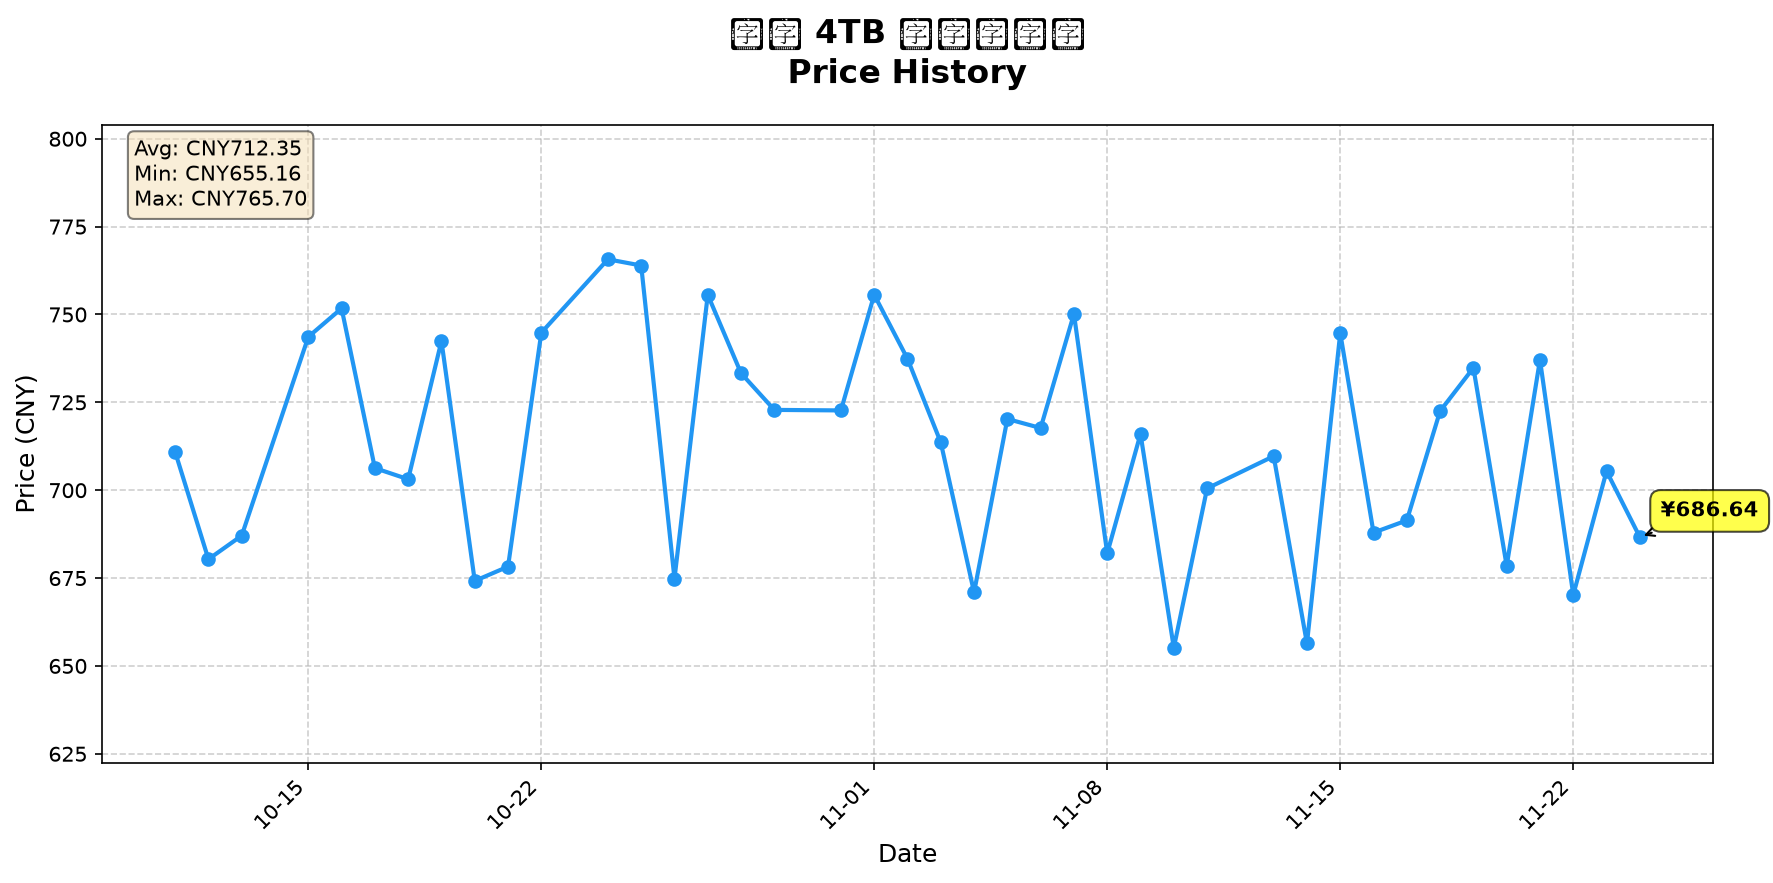 4TB
Price History
Avg: CNY712.35
Min: CNY655.16
Max: CNY765.70
800
775
750
725
700
675
650
625
Price (CNY)
¥686.64
10-15
10-22
11-01
11-08
11-15
11-22
Date